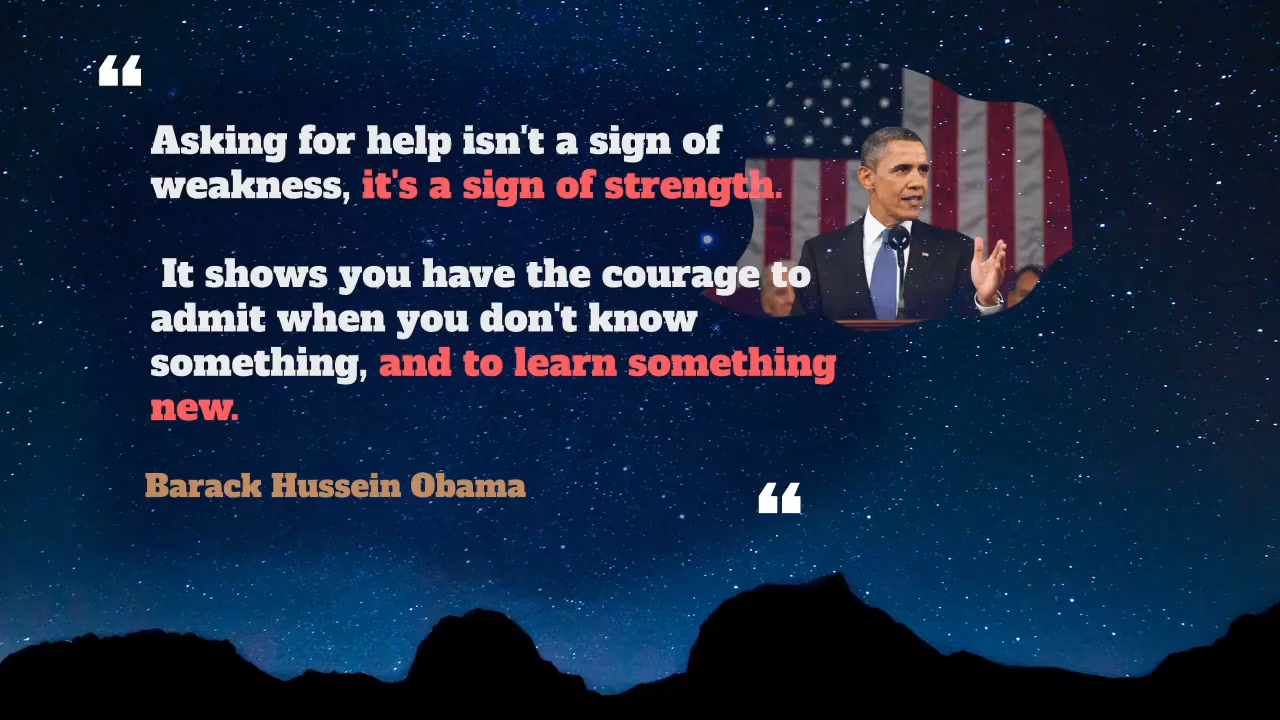 ❝
Asking for help isn't a sign of
weakness, it's a sign of strength.
It shows you have the courage to
admit when you don't know
something, and to learn something
new.
Barack Hussein Obama
❝